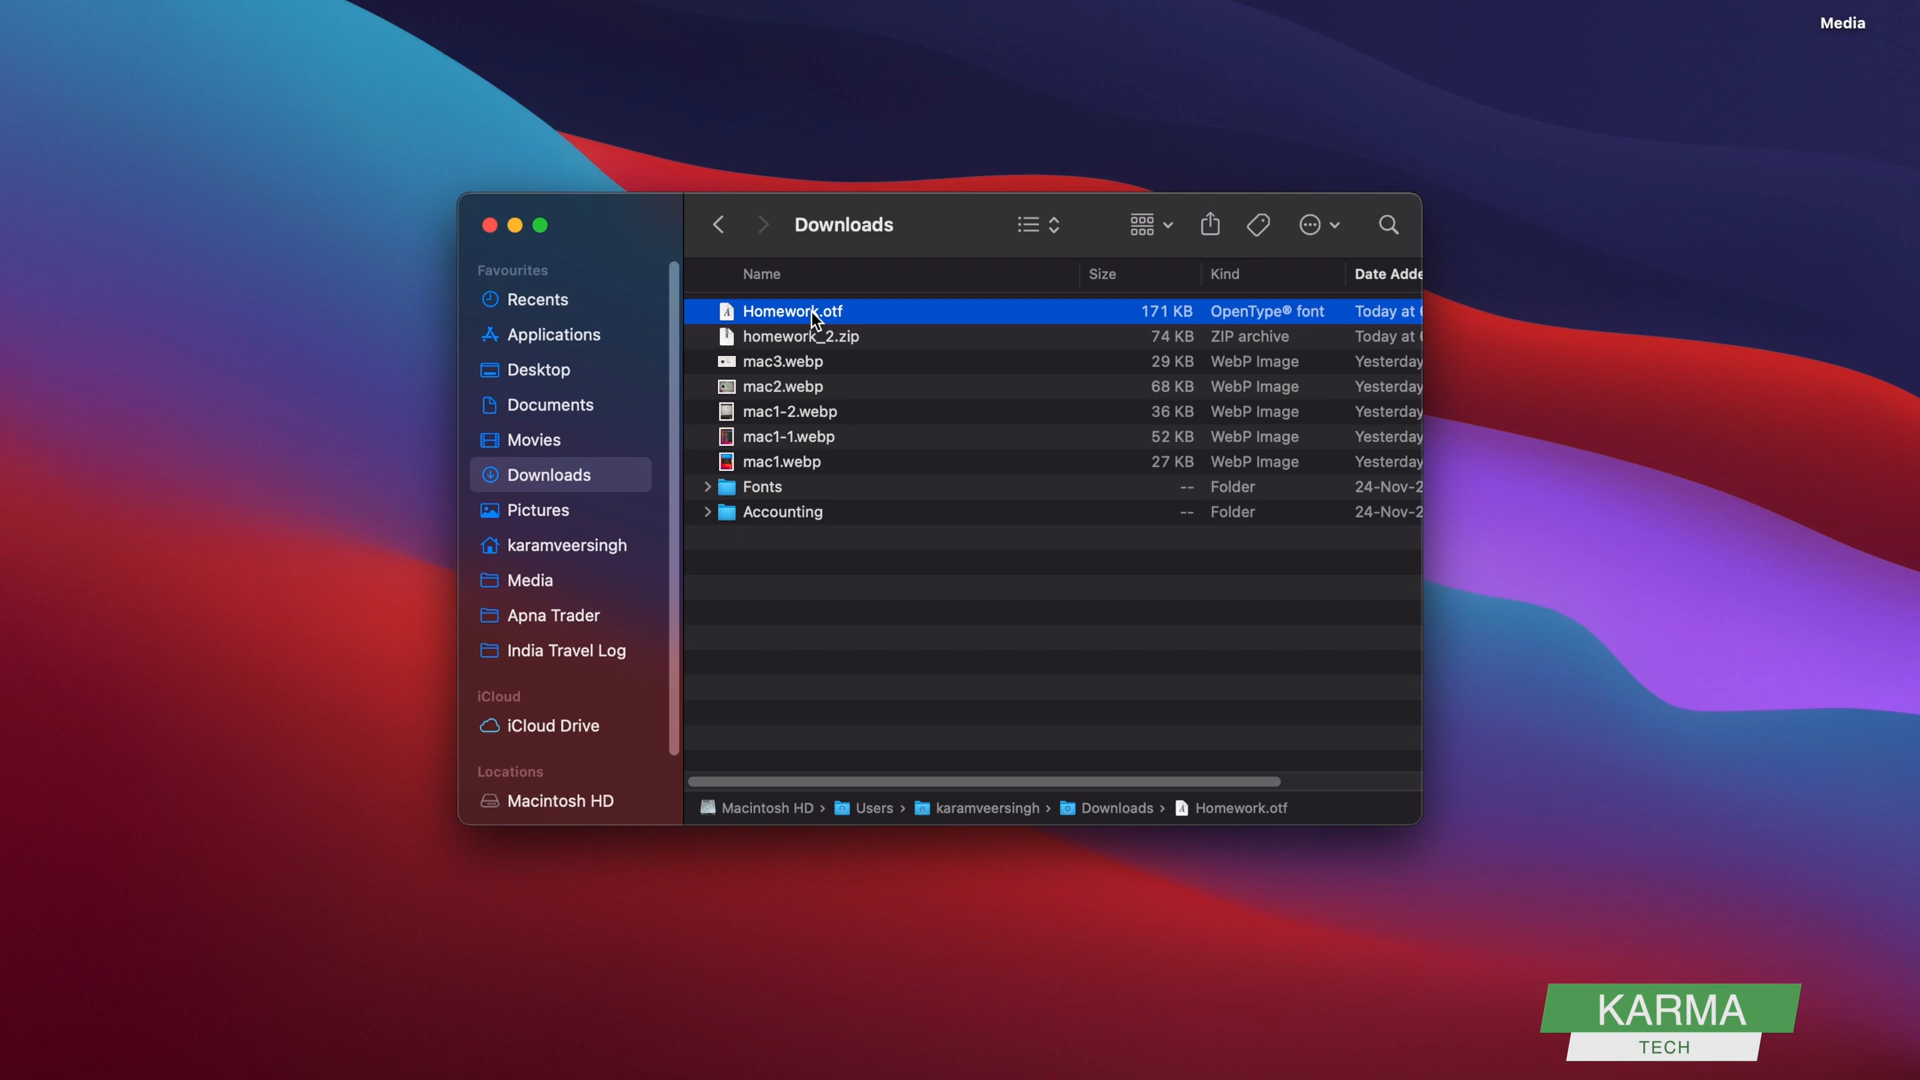 Media
Downloads
Favourites
Recents
Applications
Desktop
Documents
Movies
Downloads
Pictures
karamveersingh
Media
Apna Trader
India Travel Log
iCloud
iCloud Drive
Locations
Macintosh HD
Name Size Kind Date Adde
Homework.otf 171 KB OpenType® font Today at
homework_2.zip 74 KB ZIP archive Today at
mac3.webp 29 KB WebP Image Yesterday
mac2.webp 68 KB WebP Image Yesterday
mac1-2.webp 36 KB WebP Image Yesterday
mac1-1.webp 52 KB WebP Image Yesterday
mac1.webp 27 KB WebP Image Yesterday
Fonts -- Folder 24-Nov-2
Accounting -- Folder 24-Nov-2
Macintosh HD › Users › karamveersingh › Downloads › Homework.otf
KARMA
TECH